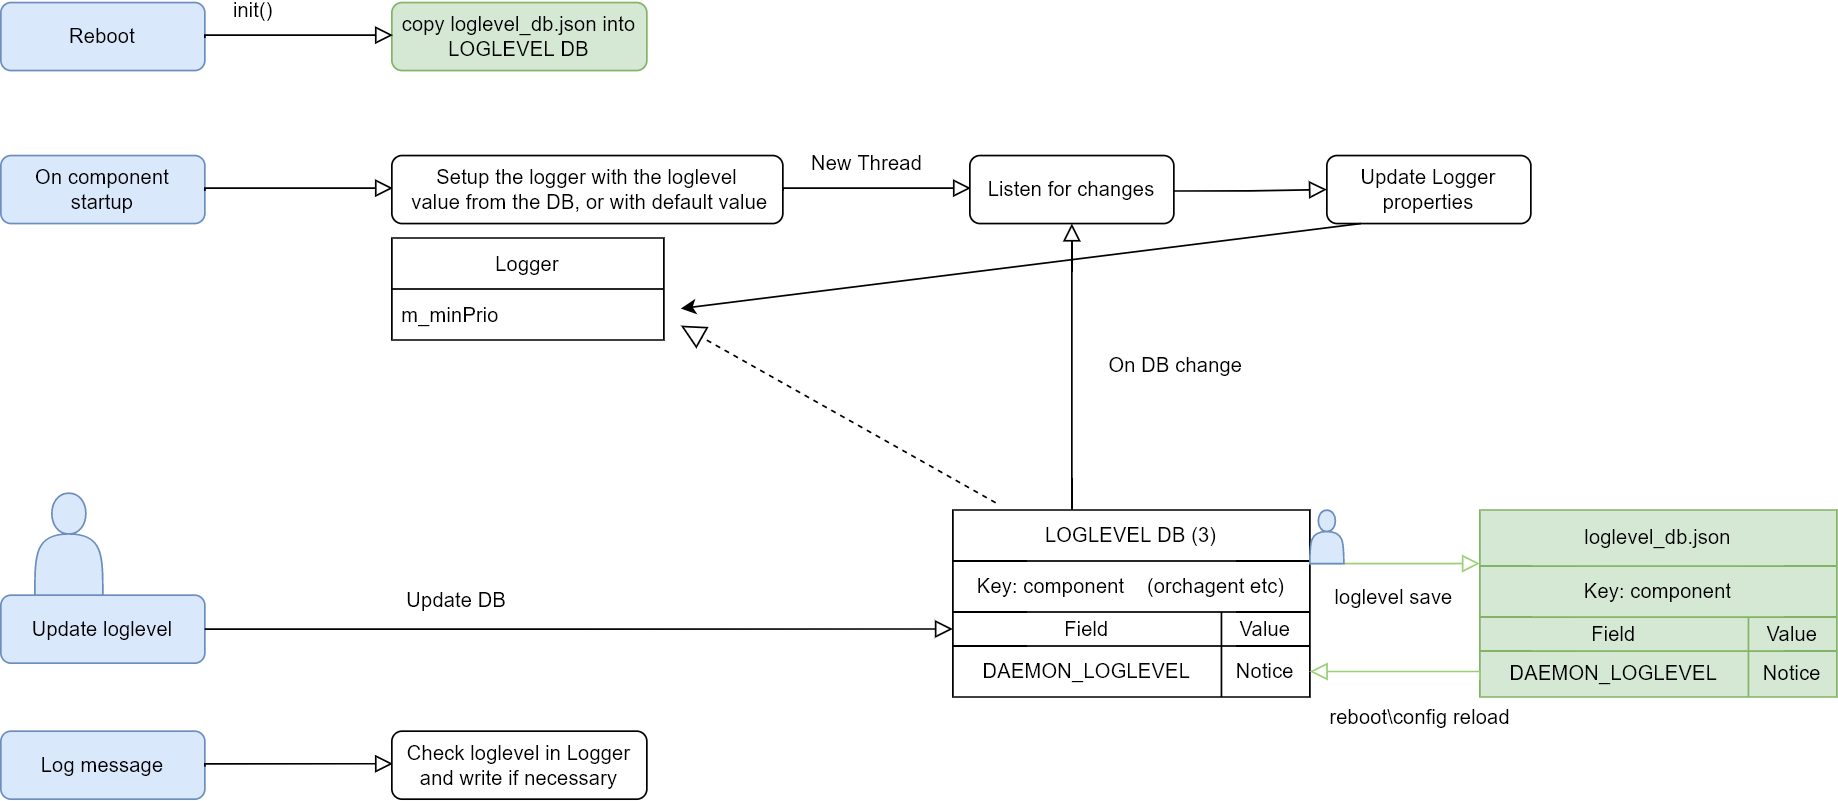 init()
Reboot
copy loglevel_db.json into
LOGLEVEL DB
On component
startup
Setup the logger with the loglevel
value from the DB, or with default value
New Thread
Listen for changes
Update Logger
properties
Logger
m_minPrio
On DB change
Update loglevel
Update DB
LOGLEVEL DB (3)
Key: component (orchagent etc)
Field Value
DAEMON_LOGLEVEL Notice
loglevel save
reboot\config reload
loglevel_db.json
Key: component
Field Value
DAEMON_LOGLEVEL Notice
Log message
Check loglevel in Logger
and write if necessary